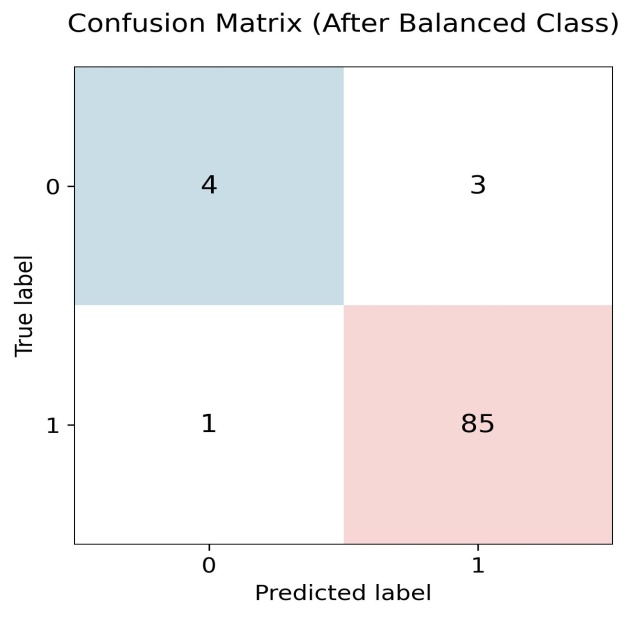 Confusion Matrix (After Balanced Class)
0
4
3
True label
1
1
85
0
1
Predicted label